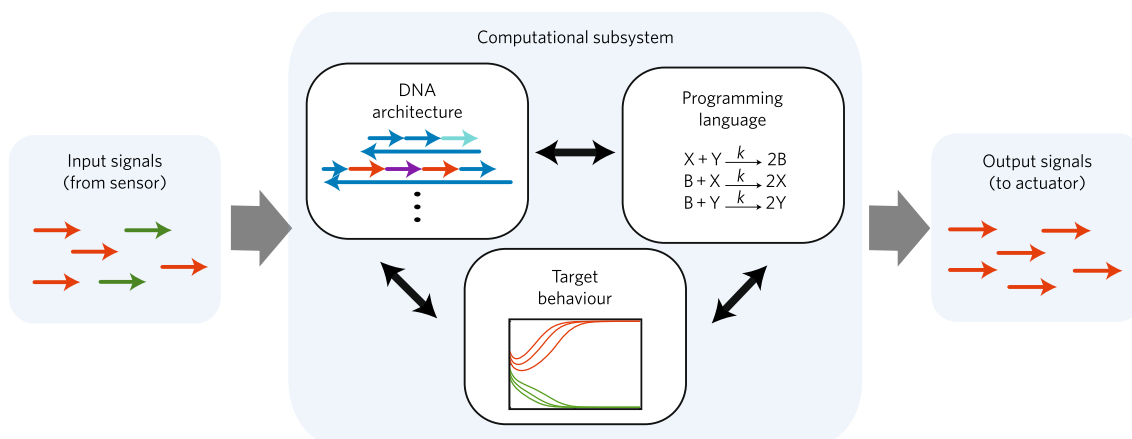 Computational subsystem
Input signals
(from sensor)
DNA
architecture
Programming
language
X + Y k⟶ 2B
B + X k⟶ 2X
B + Y k⟶ 2Y
Target
behaviour
Output signals
(to actuator)